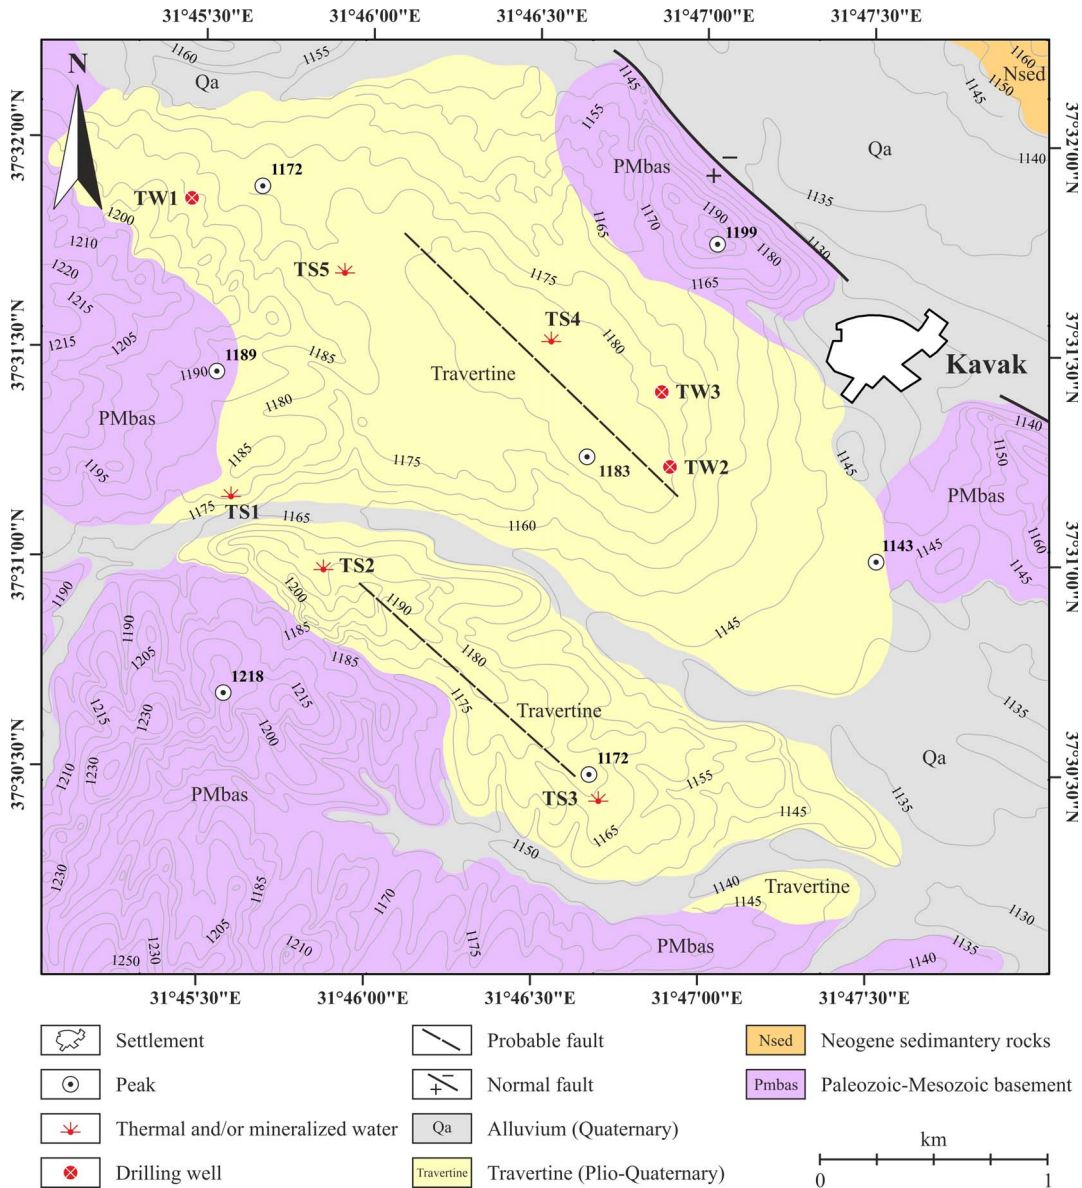 31°45'30"E 31°46'00"E 31°46'30"E 31°47'00"E 31°47'30"E
1160 1155
N
Qa
1145
1160
Nsed
1150
1145
37°32'00"N
1155
PMbas
Qa
37°32'00"N
1140
1172
TW1
1200
1210
1135
1190
1170
1165
1199
1180
1130
1220
TS5
1175
1165
1215
1215
1205
TS4
1180
37°31'30"N
1189
1190
1185
Travertine
Kavak
37°31'30"N
TW3
1180
PMbas
1140
1185
1175
1183
TW2
1145
1150
1195
PMbas
1175
TS1
1165
1160
1160
37°31'00"N
1143
1145
1145
37°31'00"N
1190
TS2
1200
1190
1190
1185
1145
1205
1185
1180
1218
1215
1175
1215
1230
1200
Travertine
1135
37°30'30"N
1210
1230
1172
Qa
37°30'30"N
PMbas
1155
TS3
1135
1145
1165
1150
1230
1185
1170
1140
Travertine
1145
1130
1205
1175
PMbas
1135
1230
1210
1250
1140
31°45'30"E 31°46'00"E 31°46'30"E 31°47'00"E 31°47'30"E
Settlement
Probable fault
Nsed Neogene sedimantery rocks
Peak
Normal fault
Pmbas Paleozoic-Mesozoic basement
Thermal and/or mineralized water
Qa Alluvium (Quaternary)
km
Drilling well
Travertine Travertine (Plio-Quaternary)
0 1